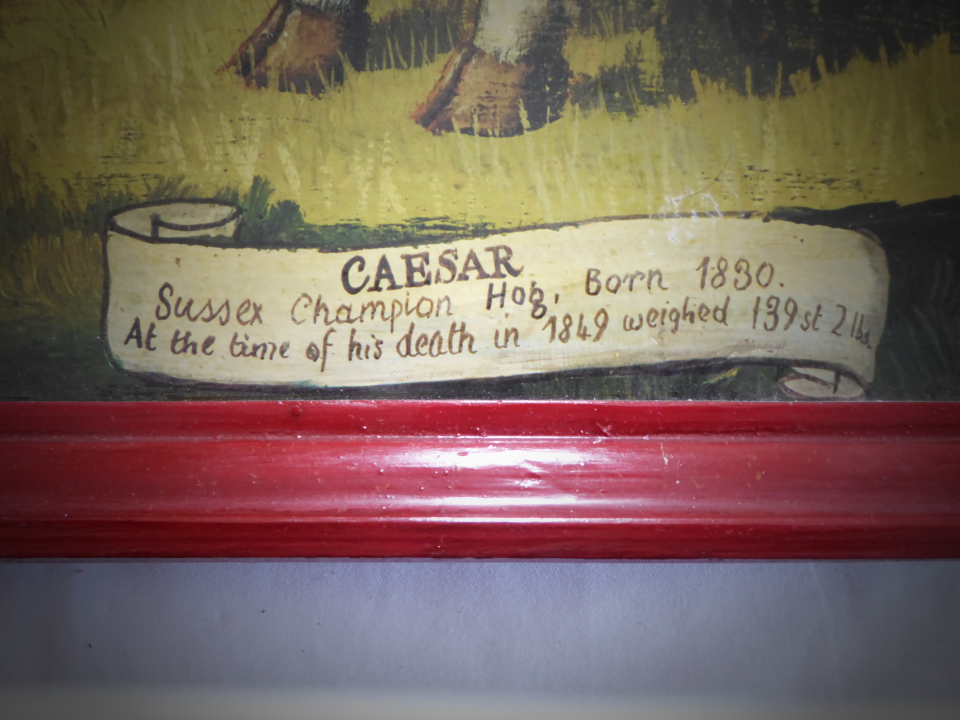 CAESAR
Sussex Champion Hog, Born 1830.
At the time of his death in 1849 weighed 139st 2lbs.